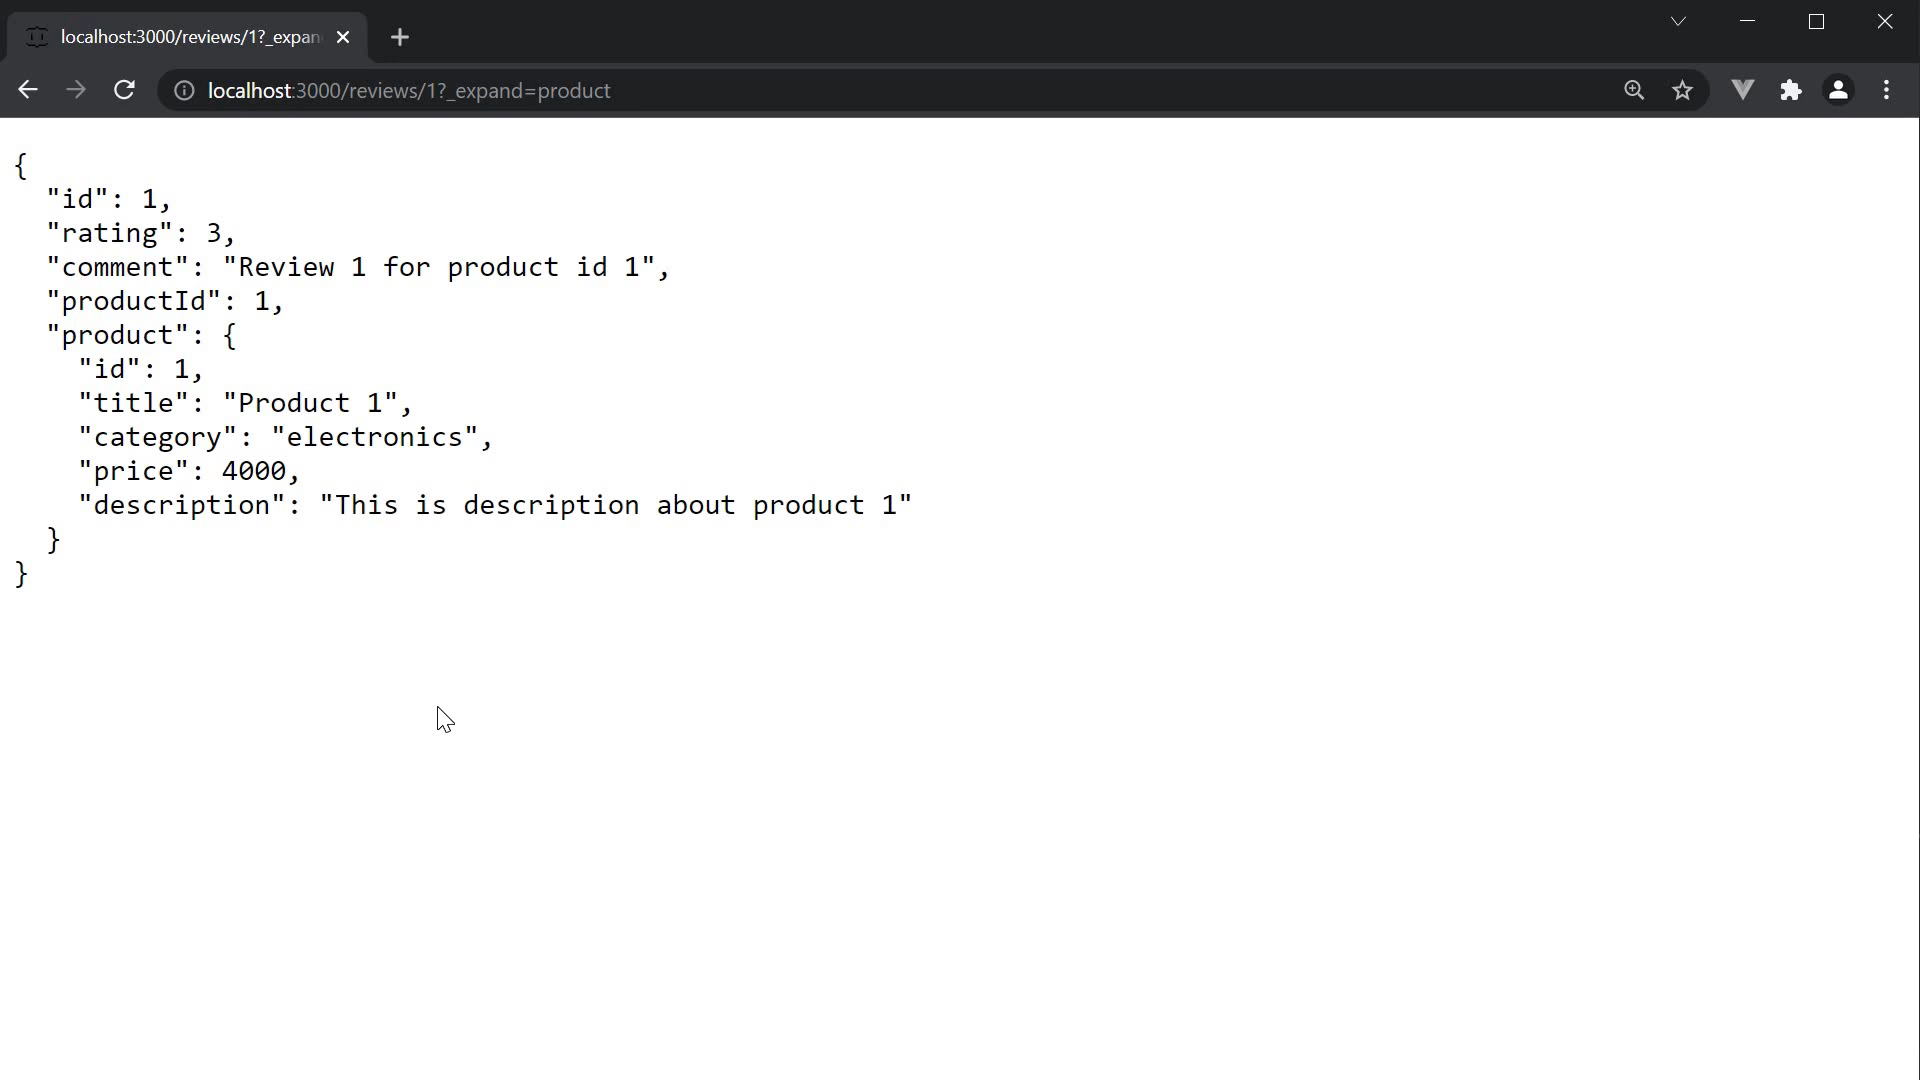 localhost:3000/reviews/1?_expan
localhost:3000/reviews/1?_expand=product
{
  "id": 1,
  "rating": 3,
  "comment": "Review 1 for product id 1",
  "productId": 1,
  "product": {
    "id": 1,
    "title": "Product 1",
    "category": "electronics",
    "price": 4000,
    "description": "This is description about product 1"
  }
}